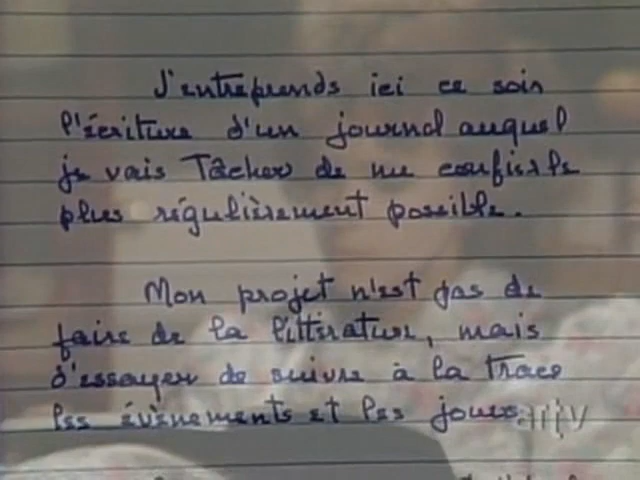 J'entreprends ici ce soir
l'écriture d'un journal auquel
je vais Tâcher de me confier le
plus régulièrement possible.
Mon projet n'est pas de
faire de la littérature, mais
d'essayer de suivre à la trace
les évènements et les jours